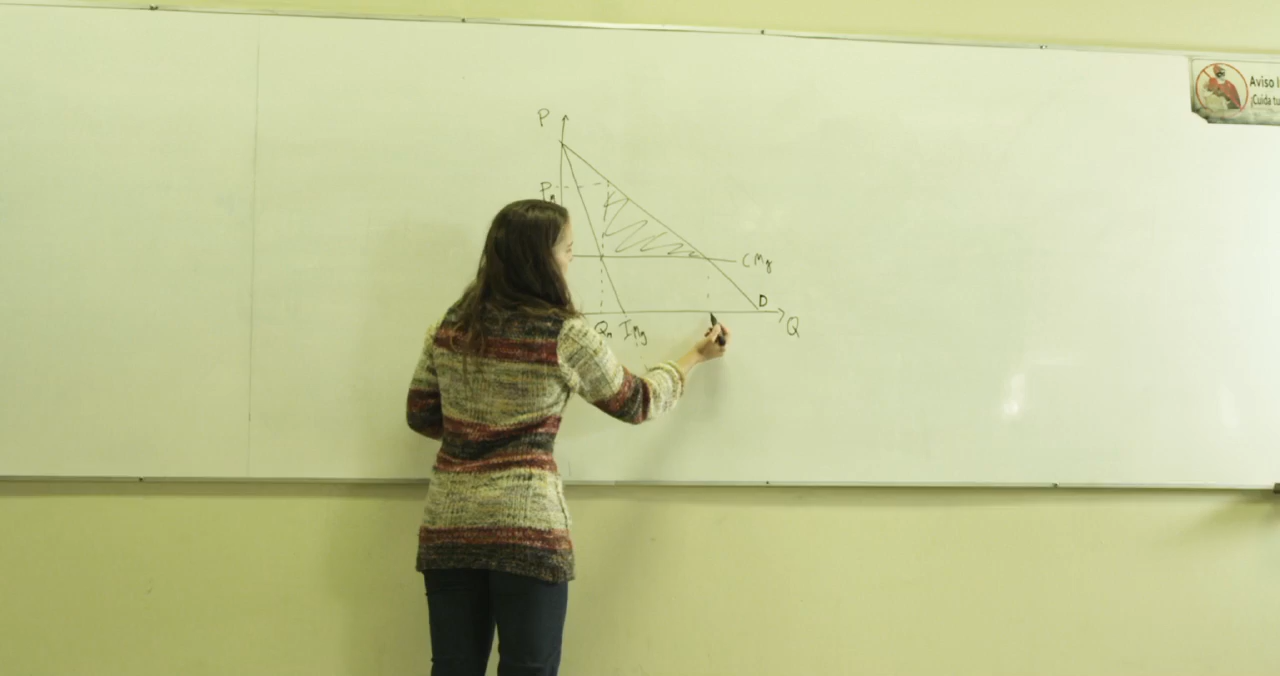 P
Aviso I
¡Cuida tu
Pₘ
CMg
D
Qₘ IMg
Q